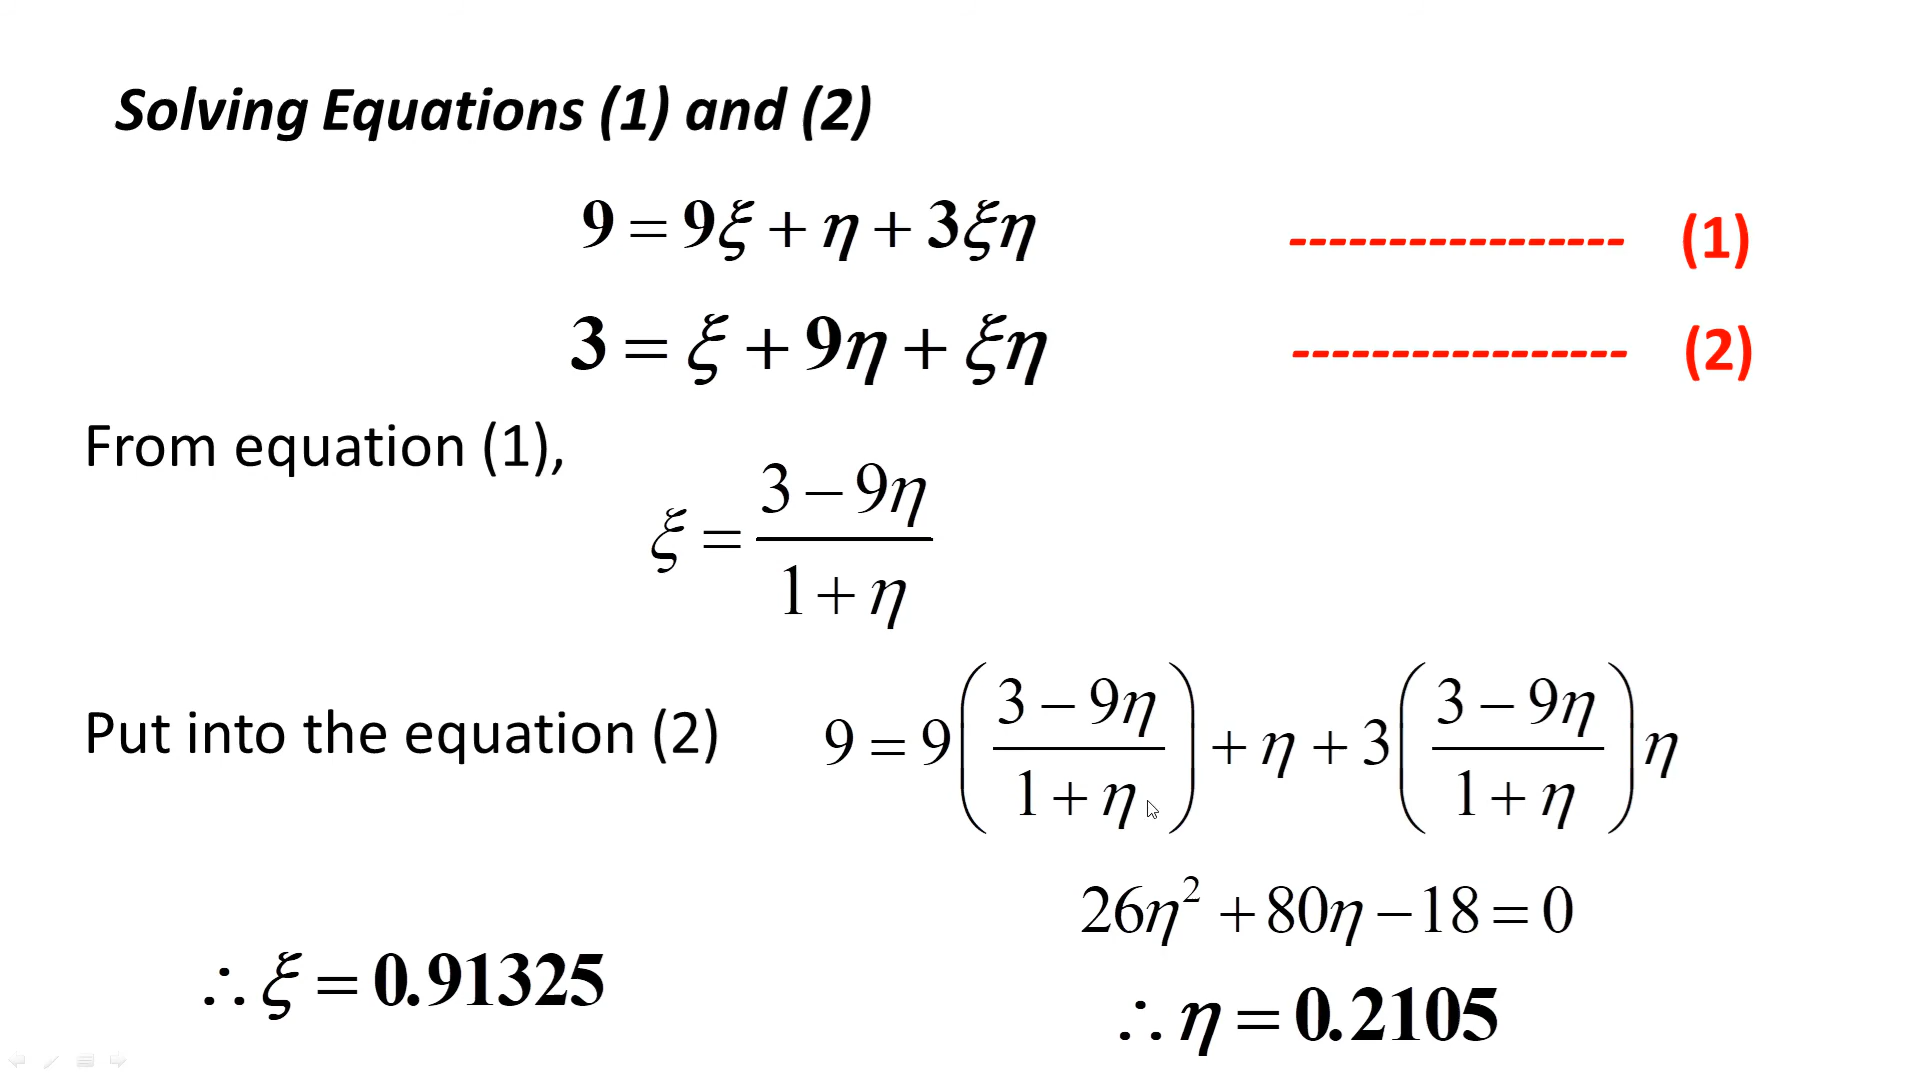 Solving Equations (1) and (2)
9 = 9ξ + η + 3ξη ----------------- (1)
3 = ξ + 9η + ξη ----------------- (2)
From equation (1),
ξ = (3 − 9η)/(1 + η)
Put into the equation (2) 9 = 9((3 − 9η)/(1 + η)) + η + 3((3 − 9η)/(1 + η))η
26η² + 80η − 18 = 0
∴ ξ = 0.91325
∴ η = 0.2105